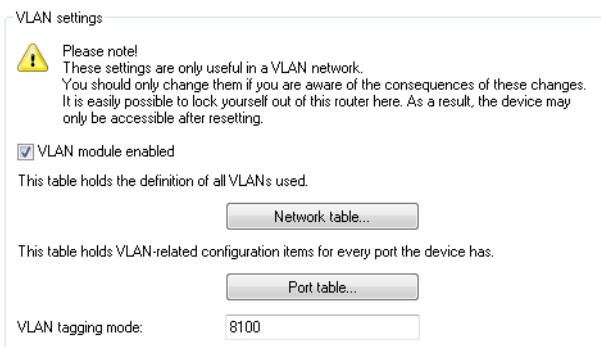 VLAN settings
Please note!
These settings are only useful in a VLAN network.
You should only change them if you are aware of the consequences of these changes.
It is easily possible to lock yourself out of this router here. As a result, the device may
only be accessible after resetting.
VLAN module enabled
This table holds the definition of all VLANs used.
Network table...
This table holds VLAN-related configuration items for every port the device has.
Port table...
VLAN tagging mode: 8100